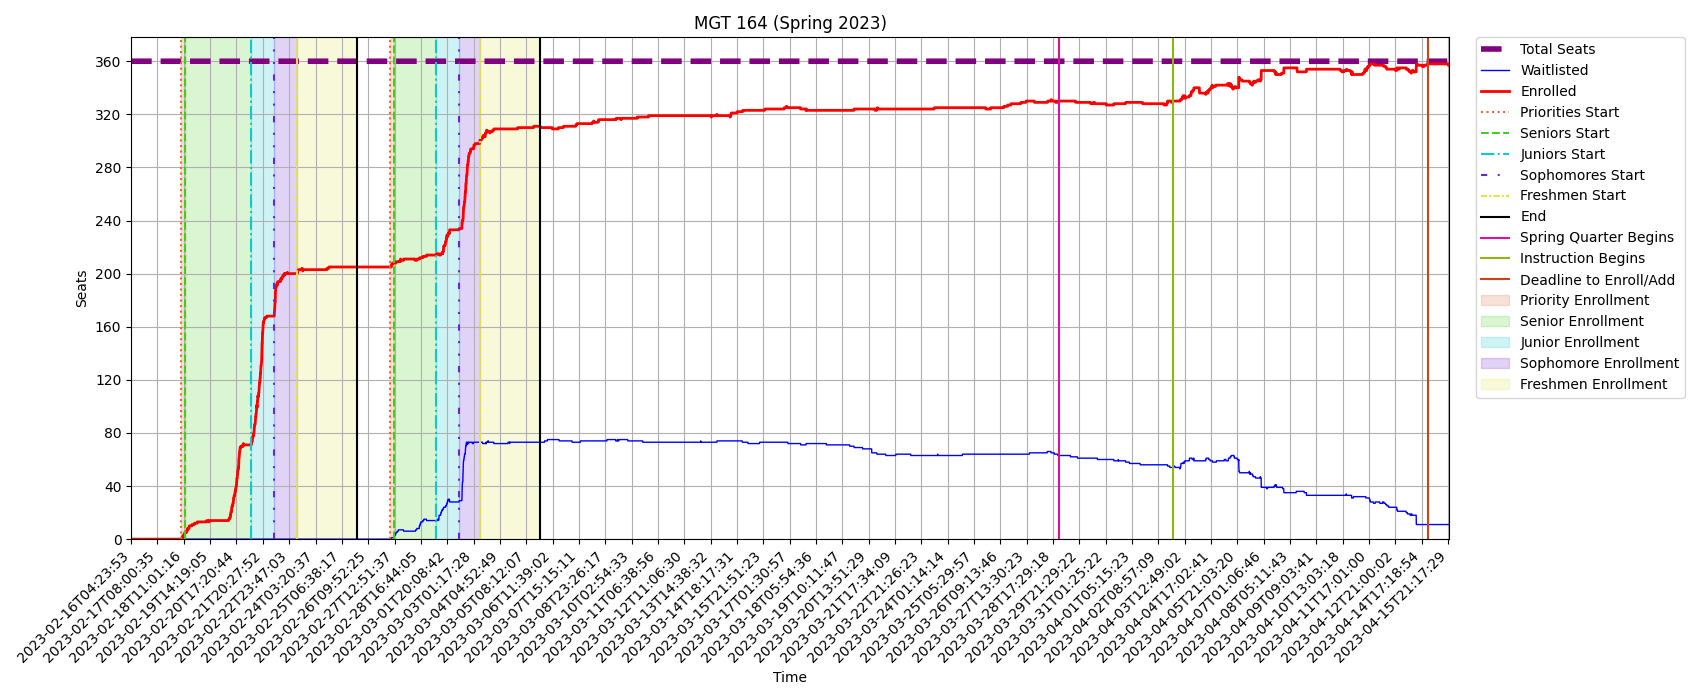 MGT 164 (Spring 2023)
Seats
360
320
280
240
200
160
120
80
40
0
2023-02-16T04:23:53
2023-02-17T08:00:35
2023-02-18T11:01:16
2023-02-19T14:19:05
2023-02-20T17:20:44
2023-02-21T20:27:52
2023-02-22T23:47:03
2023-02-24T03:20:37
2023-02-25T06:38:17
2023-02-26T09:52:25
2023-02-27T12:51:37
2023-02-28T16:44:05
2023-03-01T20:08:42
2023-03-03T01:17:28
2023-03-04T04:52:49
2023-03-05T08:12:07
2023-03-06T11:39:02
2023-03-07T15:15:11
2023-03-08T23:26:17
2023-03-10T02:54:33
2023-03-11T06:38:56
2023-03-12T11:06:30
2023-03-13T14:38:32
2023-03-14T18:17:31
2023-03-15T21:51:23
2023-03-17T01:30:57
2023-03-18T05:54:36
2023-03-19T10:11:47
2023-03-20T13:51:29
2023-03-21T17:34:09
2023-03-22T21:26:23
2023-03-24T01:14:14
2023-03-25T05:29:57
2023-03-26T09:13:46
2023-03-27T13:30:23
2023-03-28T17:29:18
2023-03-29T21:29:22
2023-03-31T01:25:22
2023-04-01T05:15:23
2023-04-02T08:57:09
2023-04-03T12:49:02
2023-04-04T17:02:41
2023-04-05T21:03:20
2023-04-07T01:06:46
2023-04-08T05:11:43
2023-04-09T09:03:41
2023-04-10T13:03:18
2023-04-11T17:01:00
2023-04-12T21:00:02
2023-04-14T17:18:54
2023-04-15T21:17:29
Time
Total Seats
Waitlisted
Enrolled
Priorities Start
Seniors Start
Juniors Start
Sophomores Start
Freshmen Start
End
Spring Quarter Begins
Instruction Begins
Deadline to Enroll/Add
Priority Enrollment
Senior Enrollment
Junior Enrollment
Sophomore Enrollment
Freshmen Enrollment